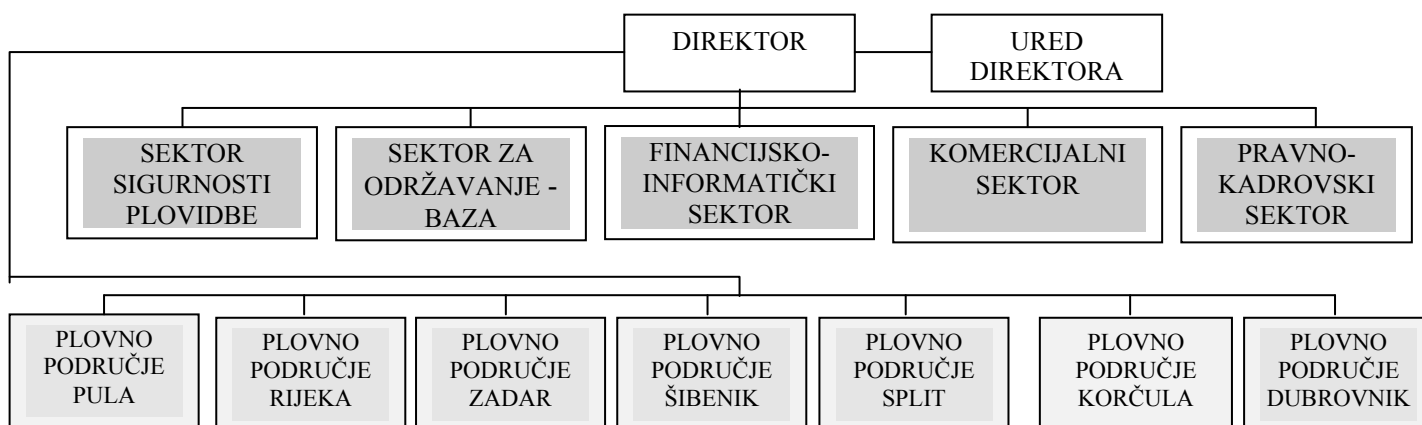 DIREKTOR
URED
DIREKTORA
SEKTOR
SIGURNOSTI
PLOVIDBE
SEKTOR ZA
ODRŽAVANJE -
BAZA
FINANCIJSKO-
INFORMATIČKI
SEKTOR
KOMERCIJALNI
SEKTOR
PRAVNO-
KADROVSKI
SEKTOR
PLOVNO
PODRUČJE
PULA
PLOVNO
PODRUČJE
RIJEKA
PLOVNO
PODRUČJE
ZADAR
PLOVNO
PODRUČJE
ŠIBENIK
PLOVNO
PODRUČJE
SPLIT
PLOVNO
PODRUČJE
KORČULA
PLOVNO
PODRUČJE
DUBROVNIK